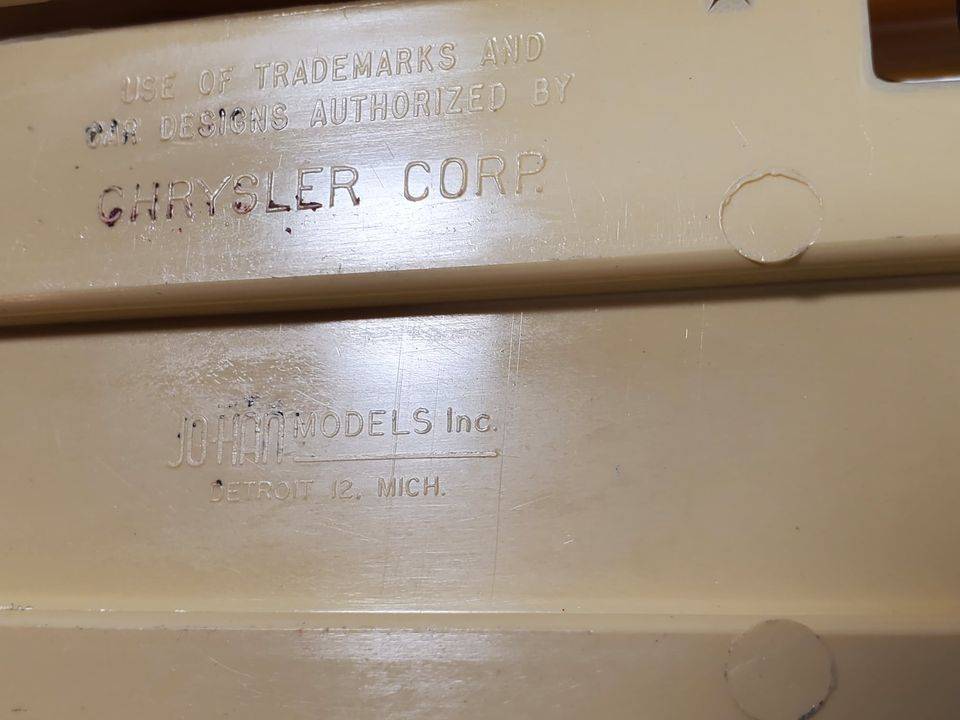 USE OF TRADEMARKS AND
CAR DESIGNS AUTHORIZED BY
CHRYSLER CORP.
JO-HAN MODELS Inc.
DETROIT 12, MICH.